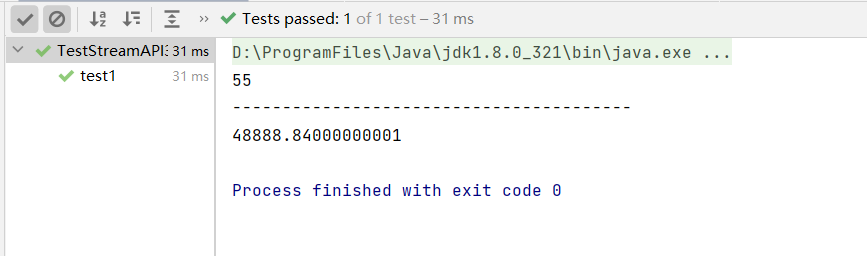 Tests passed: 1 of 1 test – 31 ms
TestStreamAPI 31 ms
test1 31 ms
D:\ProgramFiles\Java\jdk1.8.0_321\bin\java.exe ...
55
----------------------------------------
48888.84000000001
Process finished with exit code 0